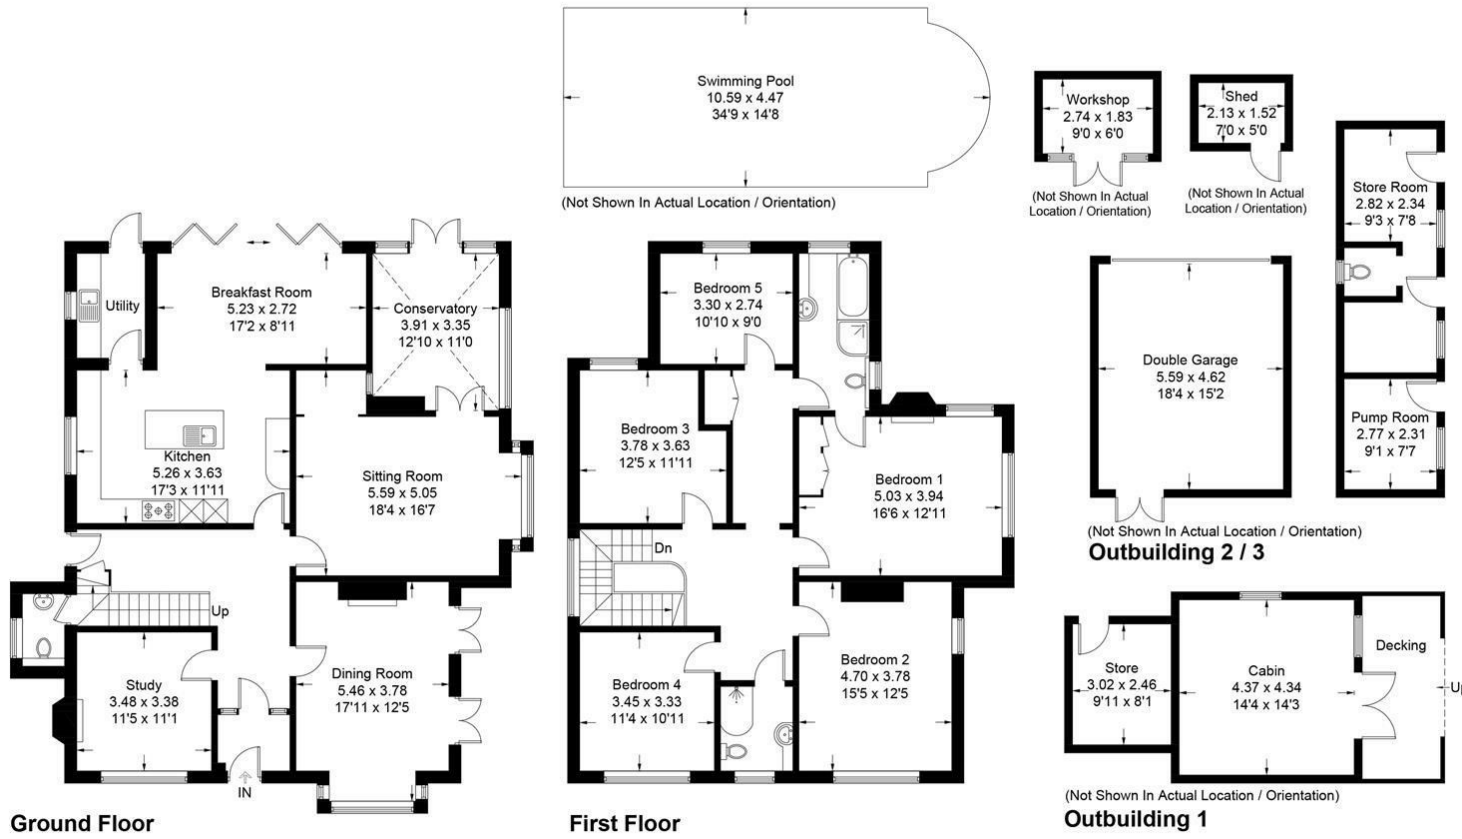 Swimming Pool
10.59 x 4.47
34'9 x 14'8
(Not Shown In Actual Location / Orientation)
Workshop
2.74 x 1.83
9'0 x 6'0
(Not Shown In Actual
Location / Orientation)
Shed
2.13 x 1.52
7'0 x 5'0
(Not Shown In Actual
Location / Orientation)
Store Room
2.82 x 2.34
9'3 x 7'8
Pump Room
2.77 x 2.31
9'1 x 7'7
Double Garage
5.59 x 4.62
18'4 x 15'2
(Not Shown In Actual Location / Orientation)
Outbuilding 2 / 3
Utility
Breakfast Room
5.23 x 2.72
17'2 x 8'11
Conservatory
3.91 x 3.35
12'10 x 11'0
Kitchen
5.26 x 3.63
17'3 x 11'11
Sitting Room
5.59 x 5.05
18'4 x 16'7
Up
Study
3.48 x 3.38
11'5 x 11'1
Dining Room
5.46 x 3.78
17'11 x 12'5
IN
Ground Floor
Bedroom 5
3.30 x 2.74
10'10 x 9'0
Bedroom 3
3.78 x 3.63
12'5 x 11'11
Bedroom 1
5.03 x 3.94
16'6 x 12'11
Dn
Bedroom 4
3.45 x 3.33
11'4 x 10'11
Bedroom 2
4.70 x 3.78
15'5 x 12'5
First Floor
Store
3.02 x 2.46
9'11 x 8'1
Cabin
4.37 x 4.34
14'4 x 14'3
Decking
(Not Shown In Actual Location / Orientation)
Outbuilding 1